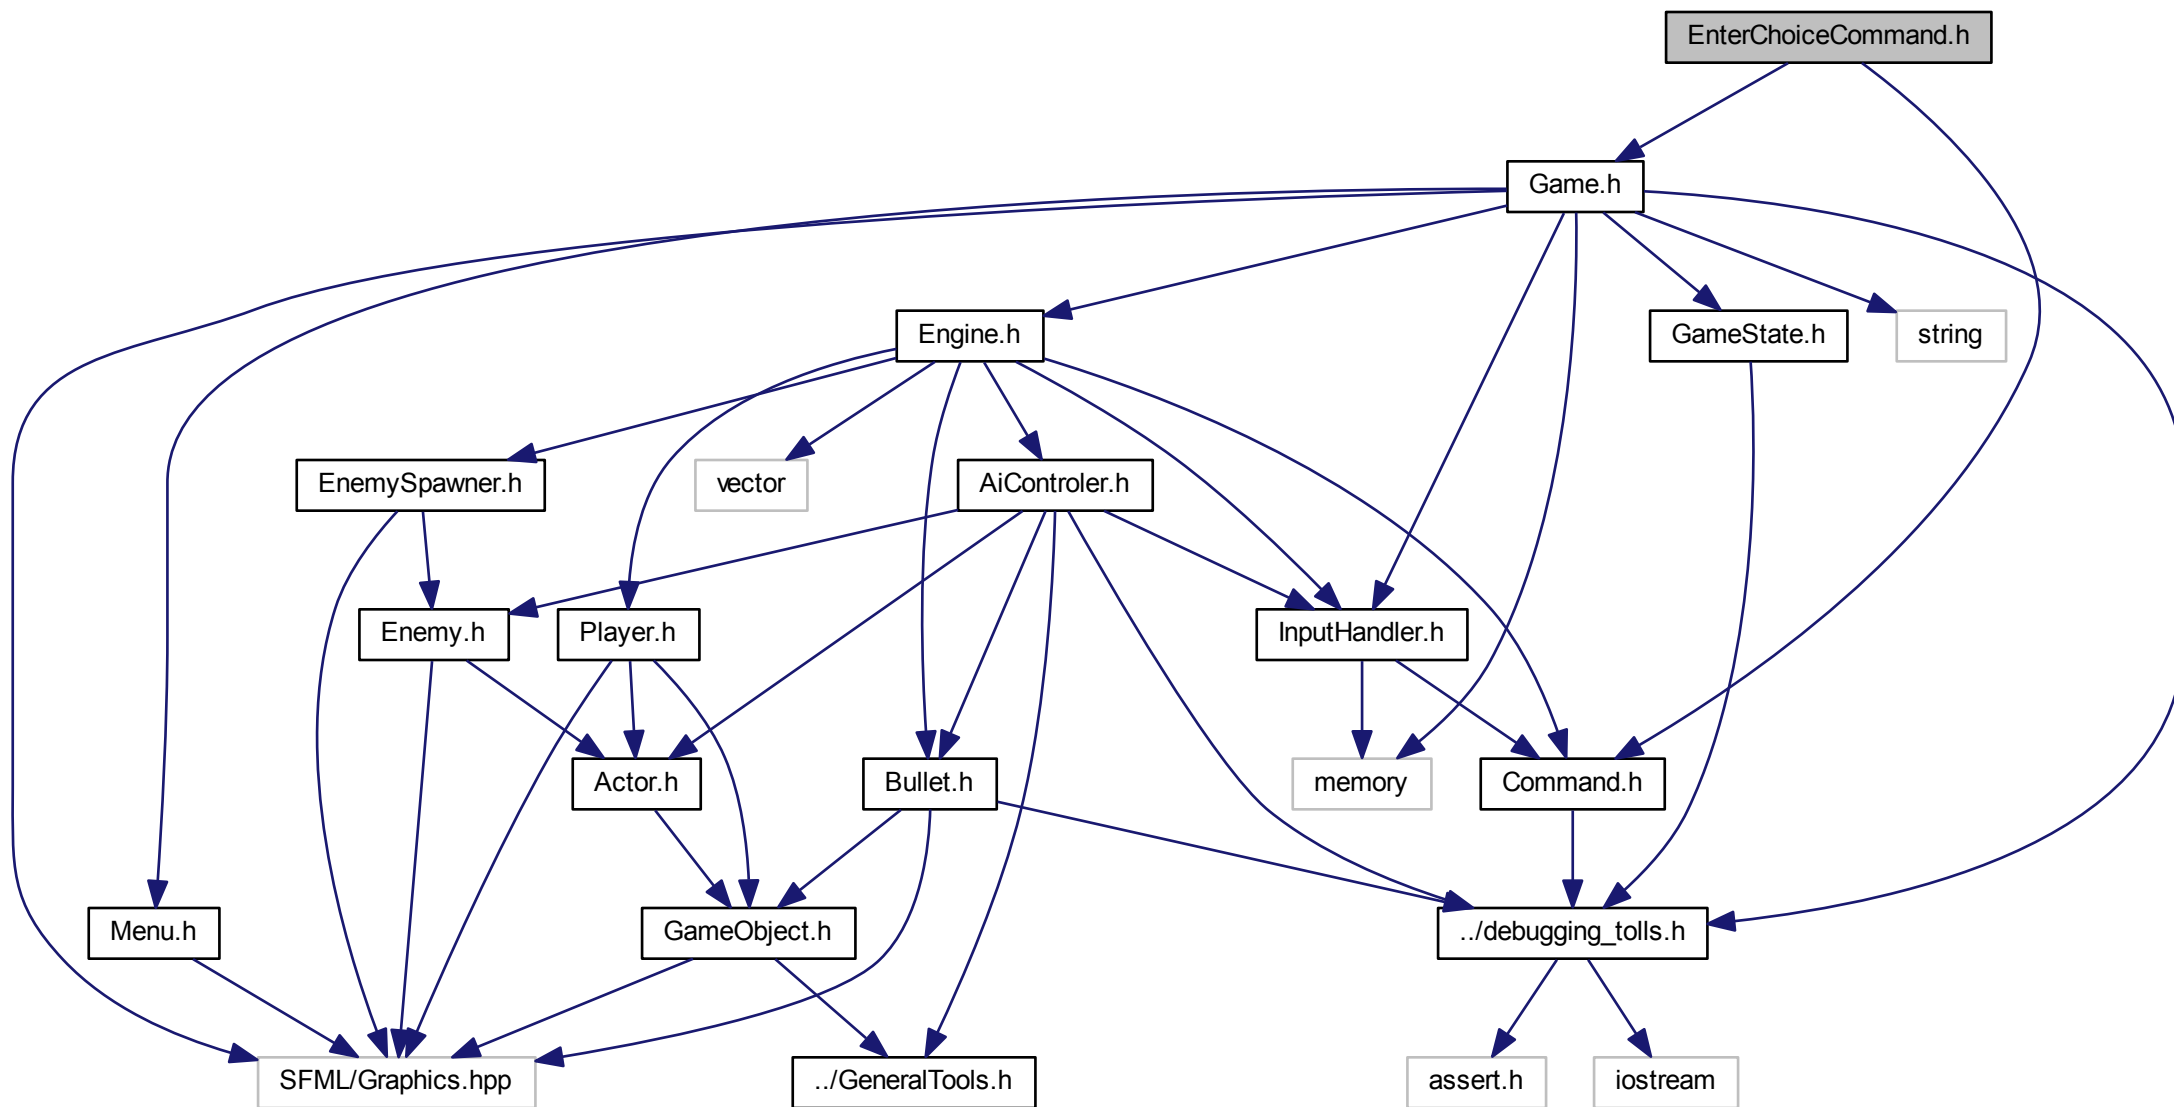 EnterChoiceCommand.h
Game.h
Engine.h
GameState.h
string
EnemySpawner.h
vector
AiControler.h
Enemy.h
Player.h
InputHandler.h
Actor.h
Bullet.h
memory
Command.h
Menu.h
GameObject.h
../debugging_tolls.h
SFML/Graphics.hpp
../GeneralTools.h
assert.h
iostream